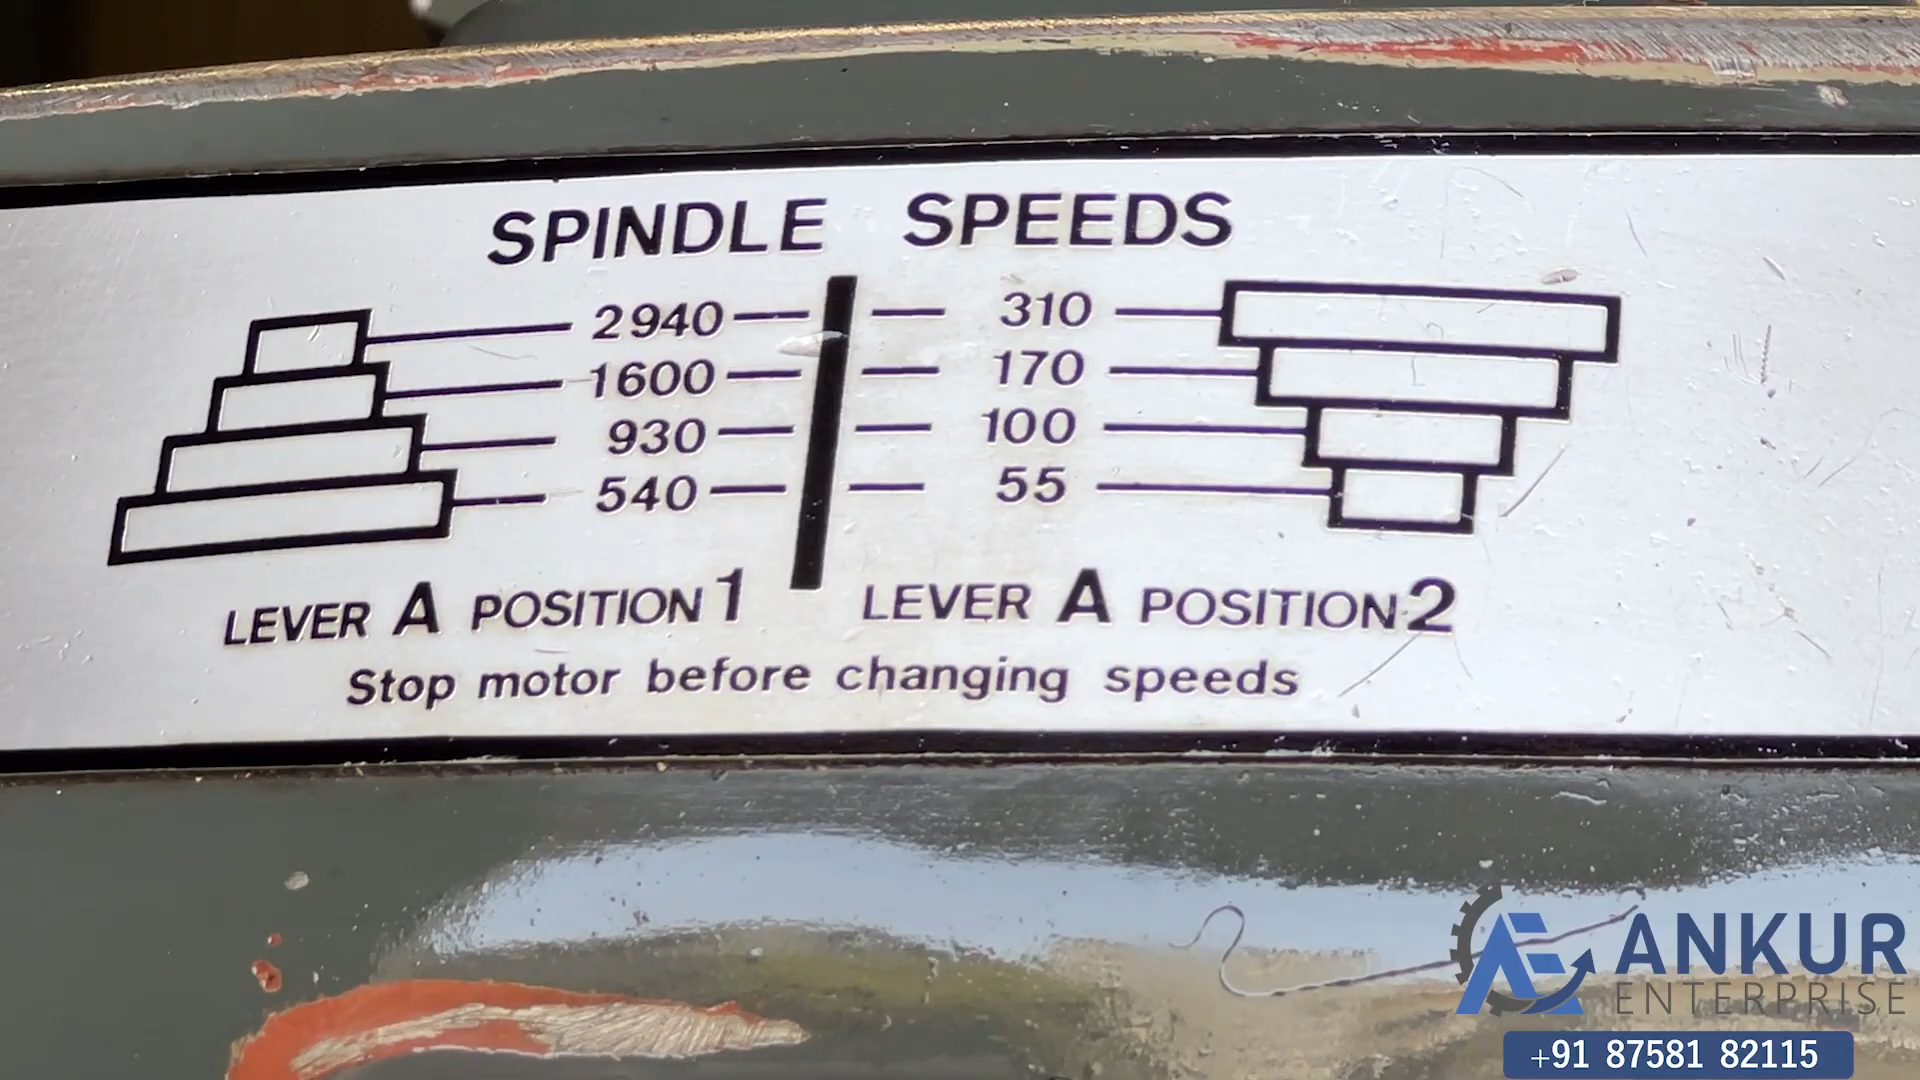 SPINDLE SPEEDS
2940 310
1600 170
930 100
540 55
LEVER A POSITION 1 LEVER A POSITION 2
Stop motor before changing speeds
AE ANKUR
ENTERPRISE
+91 87581 82115